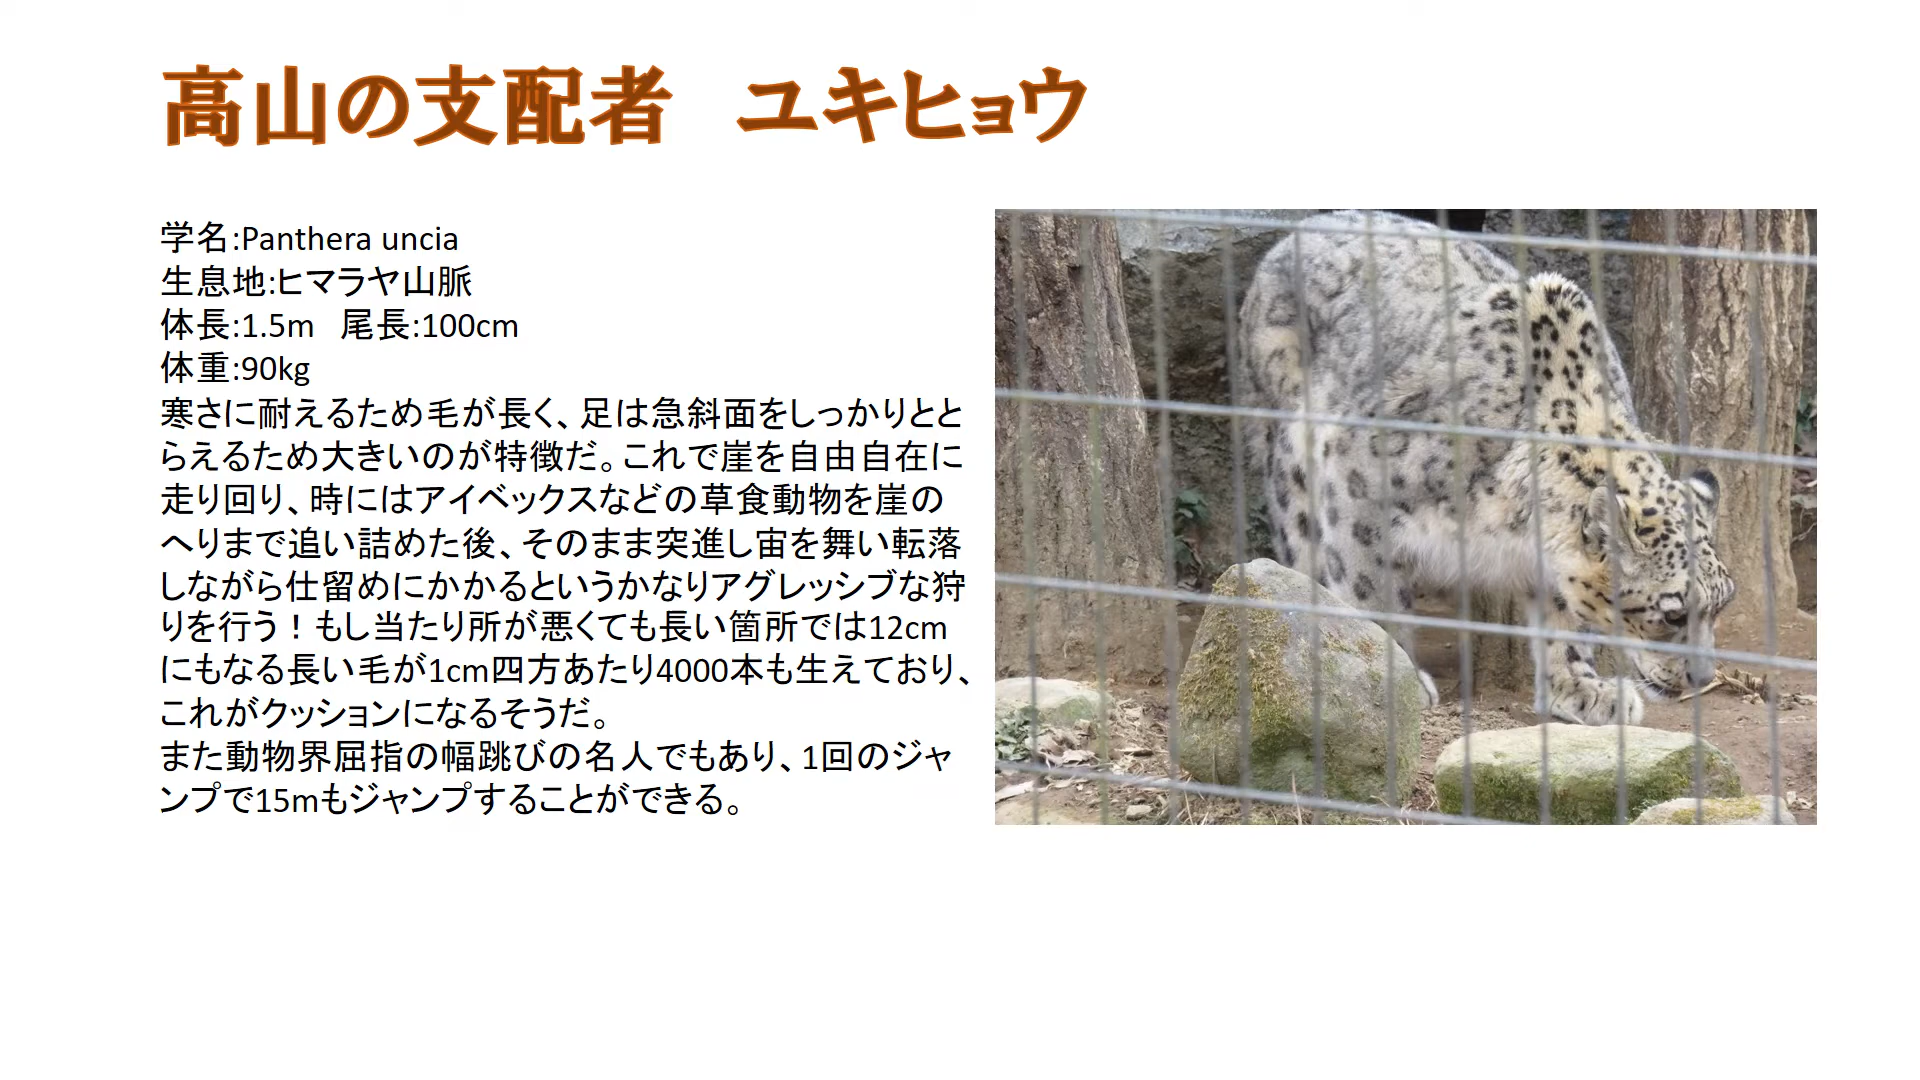 高山の支配者　ユキヒョウ
学名:Panthera uncia
生息地:ヒマラヤ山脈
体長:1.5m　尾長:100cm
体重:90kg
寒さに耐えるため毛が長く、足は急斜面をしっかりとと
らえるため大きいのが特徴だ。これで崖を自由自在に
走り回り、時にはアイベックスなどの草食動物を崖の
へりまで追い詰めた後、そのまま突進し宙を舞い転落
しながら仕留めにかかるというかなりアグレッシブな狩
りを行う！もし当たり所が悪くても長い箇所では12cm
にもなる長い毛が1cm四方あたり4000本も生えており、
これがクッションになるそうだ。
また動物界屈指の幅跳びの名人でもあり、1回のジャ
ンプで15mもジャンプすることができる。